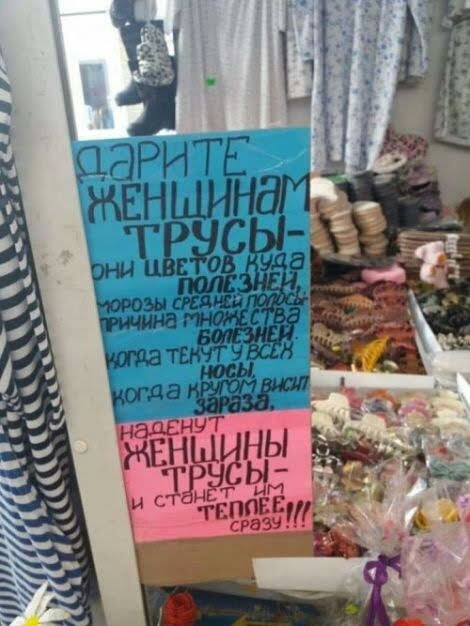 ДАРИТЕ
ЖЕНЩИНАМ
ТРУСЫ-
ОНИ ЦВЕТОВ КУДА
ПОЛЕЗНЕЙ,
МОРОЗЫ СРЕДНЕЙ ПОЛОСЫ-
ПРИЧИНА МНОЖЕСТВА
БОЛЕЗНЕЙ.
КОГДА ТЕКУТ У ВСЕХ
НОСЫ,
КОГДА КРУГОМ ВИСИТ
ЗАРАЗА,
НАДЕНУТ
ЖЕНЩИНЫ
ТРУСЫ-
И СТАНЕТ ИМ
ТЕПЛЕЕ
СРАЗУ!!!